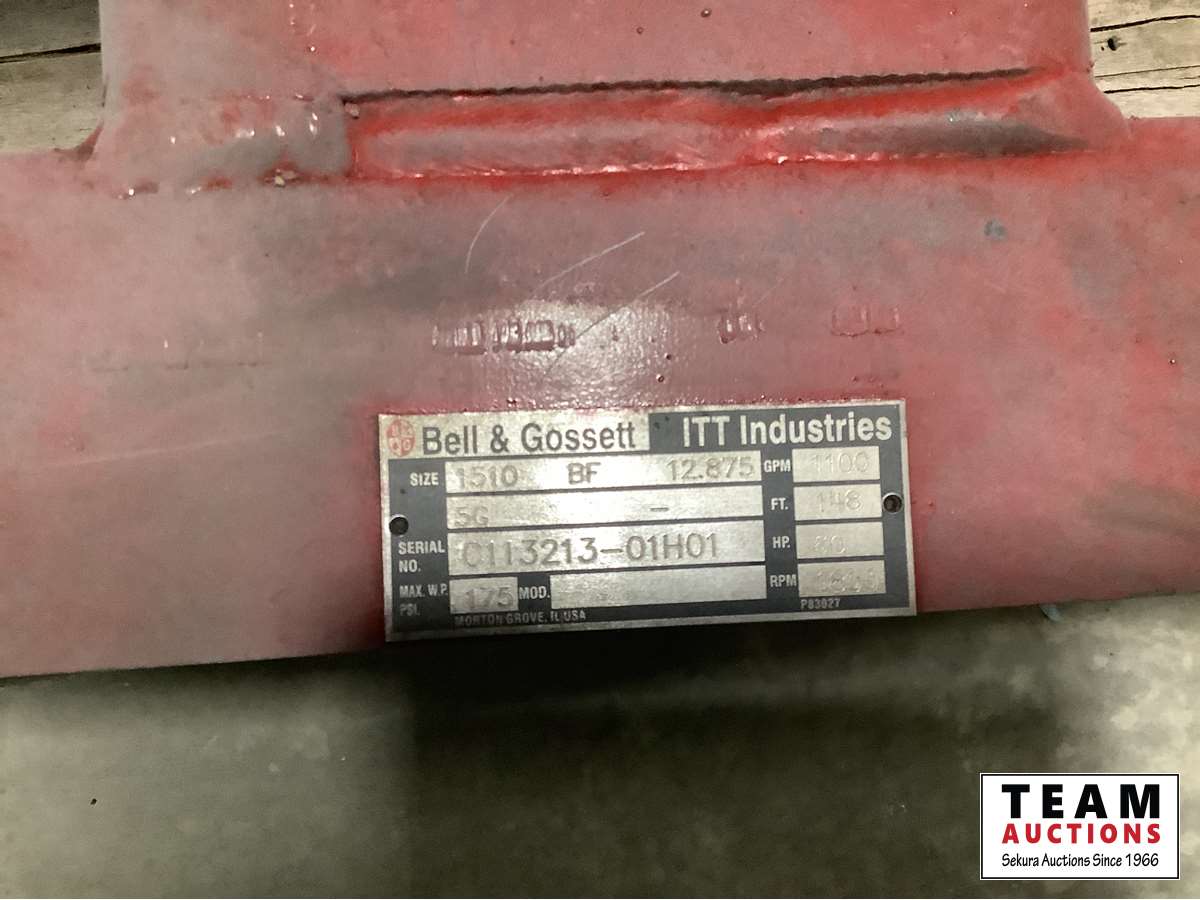 B & G
Bell & Gossett ITT Industries
SIZE 1510 BF 12.875 GPM 1100
5G - FT. 148
SERIAL NO. C113213-01H01 HP.
MAX. W.P. PSI. 175 MOD. RPM
MORTON GROVE, IL USA P83027
TEAM
AUCTIONS
Sekura Auctions Since 1966